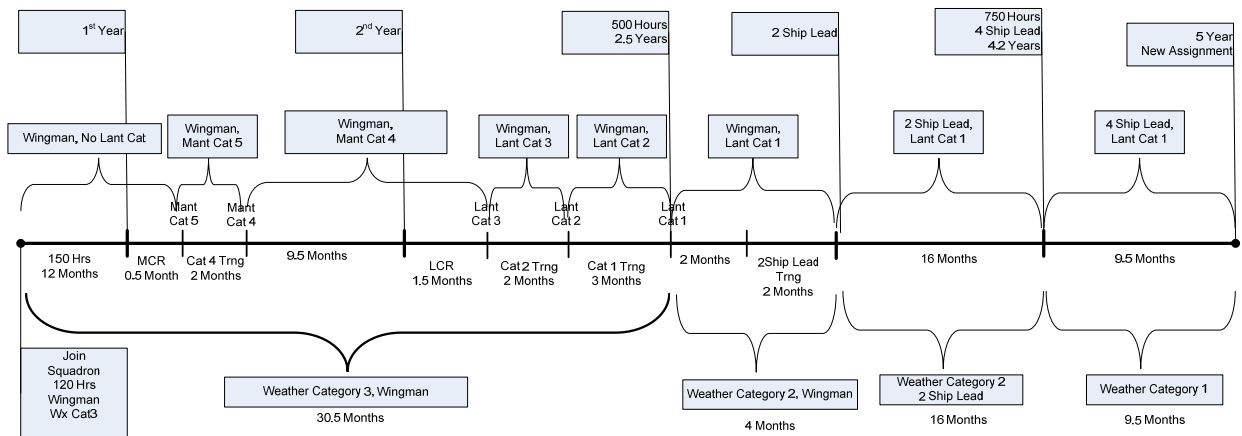 1st Year
2nd Year
500 Hours
2.5 Years
2 Ship Lead
750 Hours
4 Ship Lead
4.2 Years
5 Year
New Assignment
Wingman, No Lant Cat
Wingman,
Mant Cat 5
Wingman,
Mant Cat 4
Wingman,
Lant Cat 3
Wingman,
Lant Cat 2
Wingman,
Lant Cat 1
2 Ship Lead,
Lant Cat 1
4 Ship Lead,
Lant Cat 1
Mant
Cat 5
Mant
Cat 4
Lant
Cat 3
Lant
Cat 2
Lant
Cat 1
150 Hrs
12 Months
MCR
0.5 Month
Cat 4 Trng
2 Months
9.5 Months
LCR
1.5 Months
Cat 2 Trng
2 Months
Cat 1 Trng
3 Months
2 Months
2Ship Lead
Trng
2 Months
16 Months
9.5 Months
Join
Squadron
120 Hrs
Wingman
Wx Cat3
Weather Category 3, Wingman
30.5 Months
Weather Category 2, Wingman
4 Months
Weather Category 2
2 Ship Lead
16 Months
Weather Category 1
9.5 Months